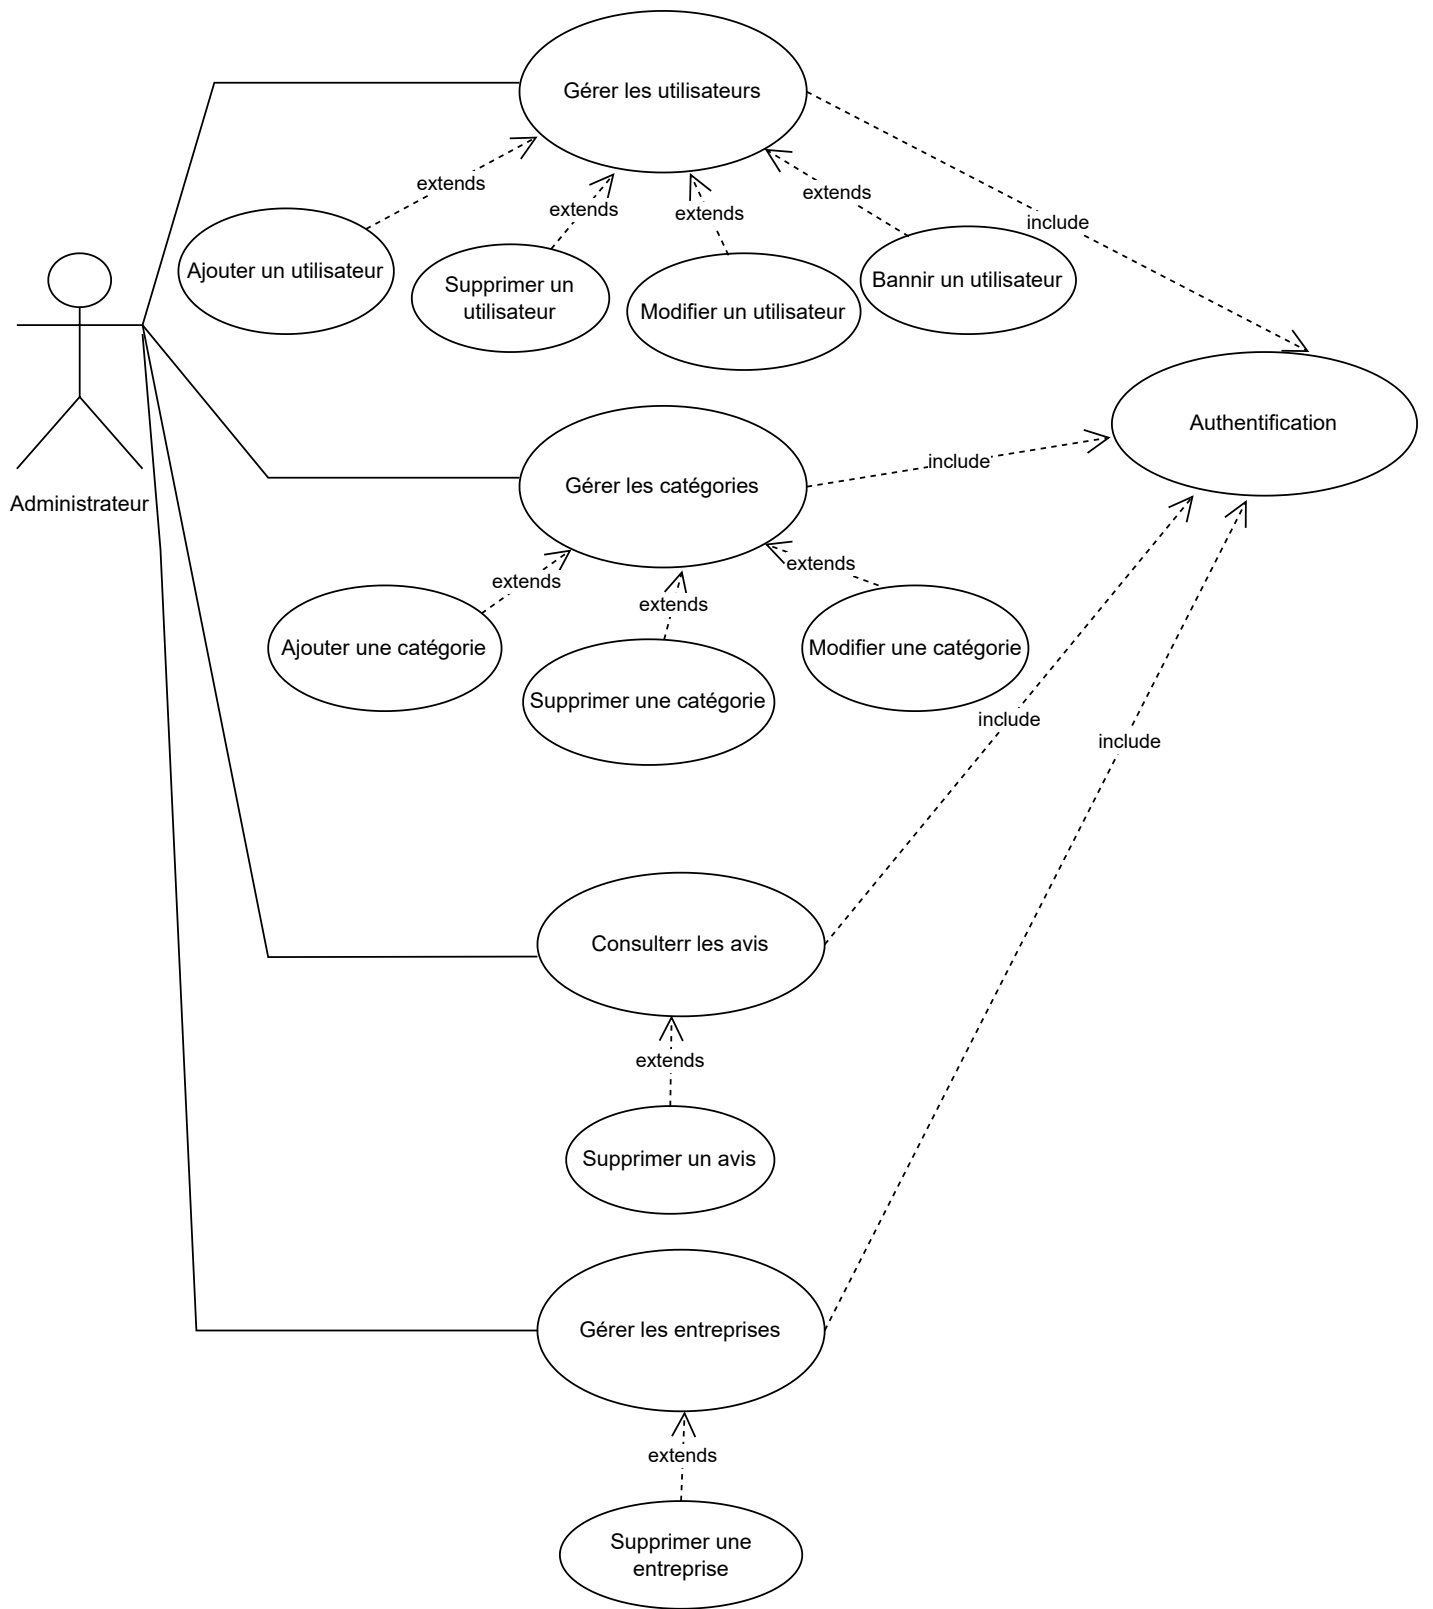 Gérer les utilisateurs
extends
extends
extends
extends
include
Ajouter un utilisateur
Supprimer un
utilisateur
Modifier un utilisateur
Bannir un utilisateur
Administrateur
Authentification
Gérer les catégories
include
extends
extends
extends
Ajouter une catégorie
Supprimer une catégorie
Modifier une catégorie
include
include
Consulterr les avis
extends
Supprimer un avis
Gérer les entreprises
extends
Supprimer une
entreprise